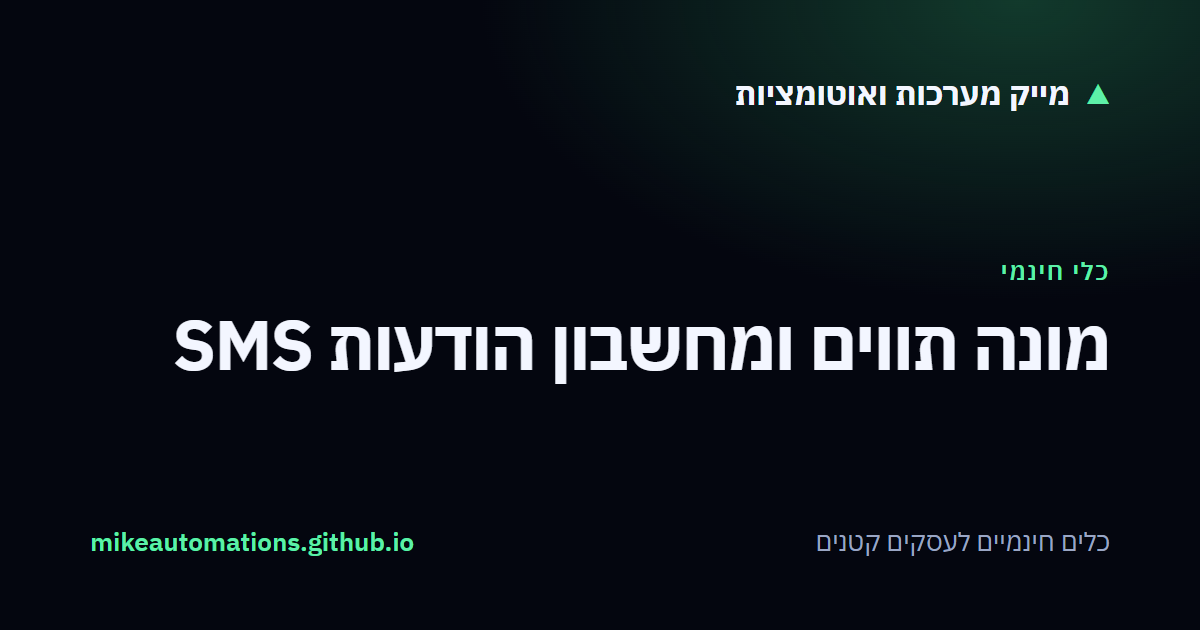 מייק מערכות ואוטומציות
כלי חינמי
מונה תווים ומחשבון הודעות SMS
כלים חינמיים לעסקים קטנים
mikeautomations.github.io